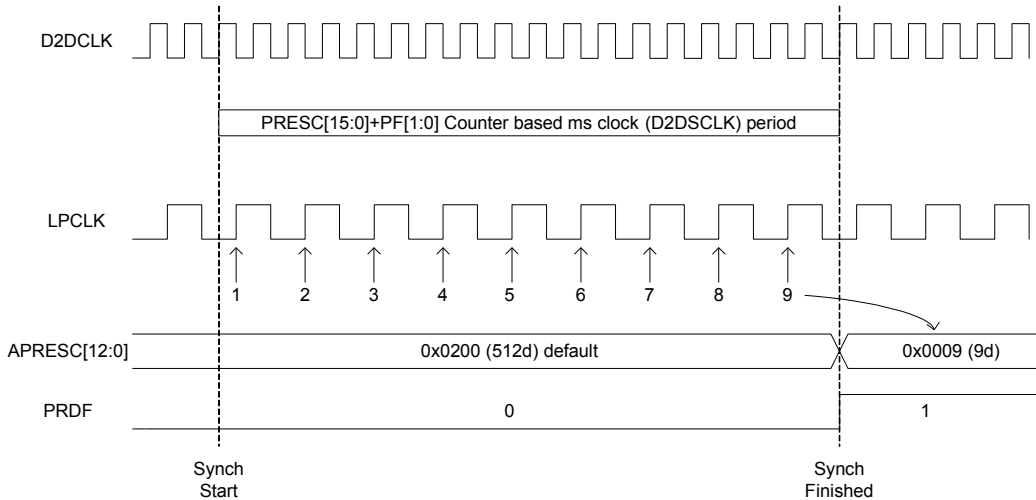 D2DCLK
PRESC[15:0]+PF[1:0] Counter based ms clock (D2DSCLK) period
LPCLK
1 2 3 4 5 6 7 8 9
APRESC[12:0]
0x0200 (512d) default
0x0009 (9d)
PRDF
0
1
Synch
Start
Synch
Finished